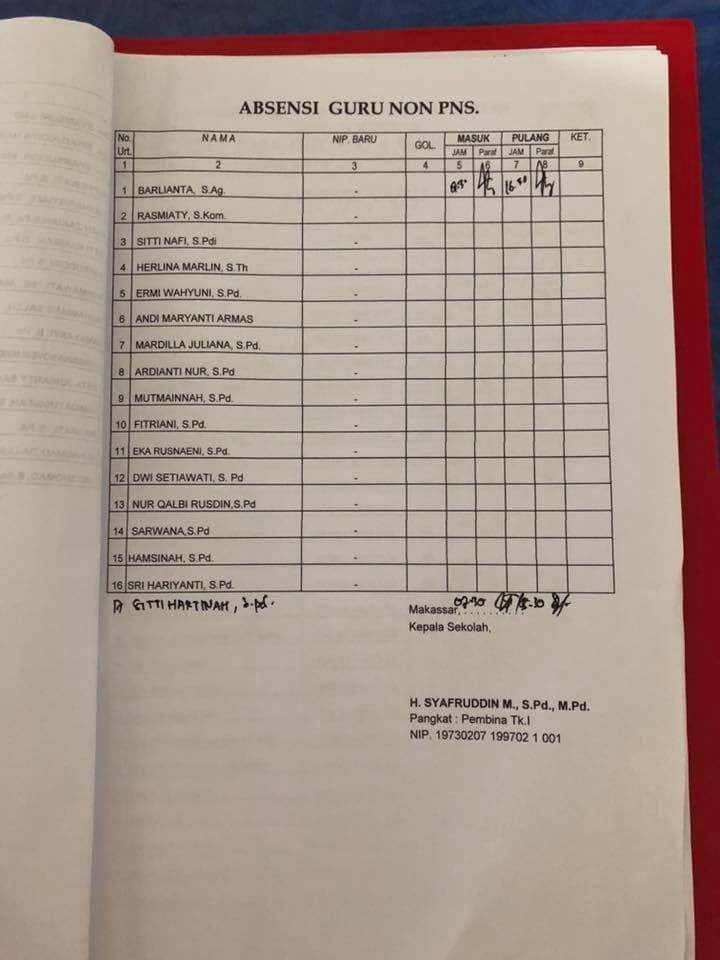 ABSENSI GURU NON PNS.
No. Urt. NAMA NIP. BARU GOL. MASUK PULANG KET.
JAM Paraf JAM Paraf
1 2 3 4 5 6 7 8 9
1 BARLIANTA, S.Ag. -
2 RASMIATY, S.Kom. -
3 SITTI NAFI, S.Pdi -
4 HERLINA MARLIN, S.Th -
5 ERMI WAHYUNI, S.Pd. -
6 ANDI MARYANTI ARMAS -
7 MARDILLA JULIANA, S.Pd. -
8 ARDIANTI NUR, S.Pd -
9 MUTMAINNAH, S.Pd. -
10 FITRIANI, S.Pd. -
11 EKA RUSNAENI, S.Pd. -
12 DWI SETIAWATI, S. Pd -
13 NUR QALBI RUSDIN,S.Pd -
14 SARWANA,S.Pd -
15 HAMSINAH, S.Pd. -
16 SRI HARIYANTI, S.Pd. -
17 SITTI HARTINAH, S.pd. 07.30
Makassar,..........
Kepala Sekolah,
H. SYAFRUDDIN M., S.Pd., M.Pd.
Pangkat : Pembina Tk.I
NIP. 19730207 199702 1 001